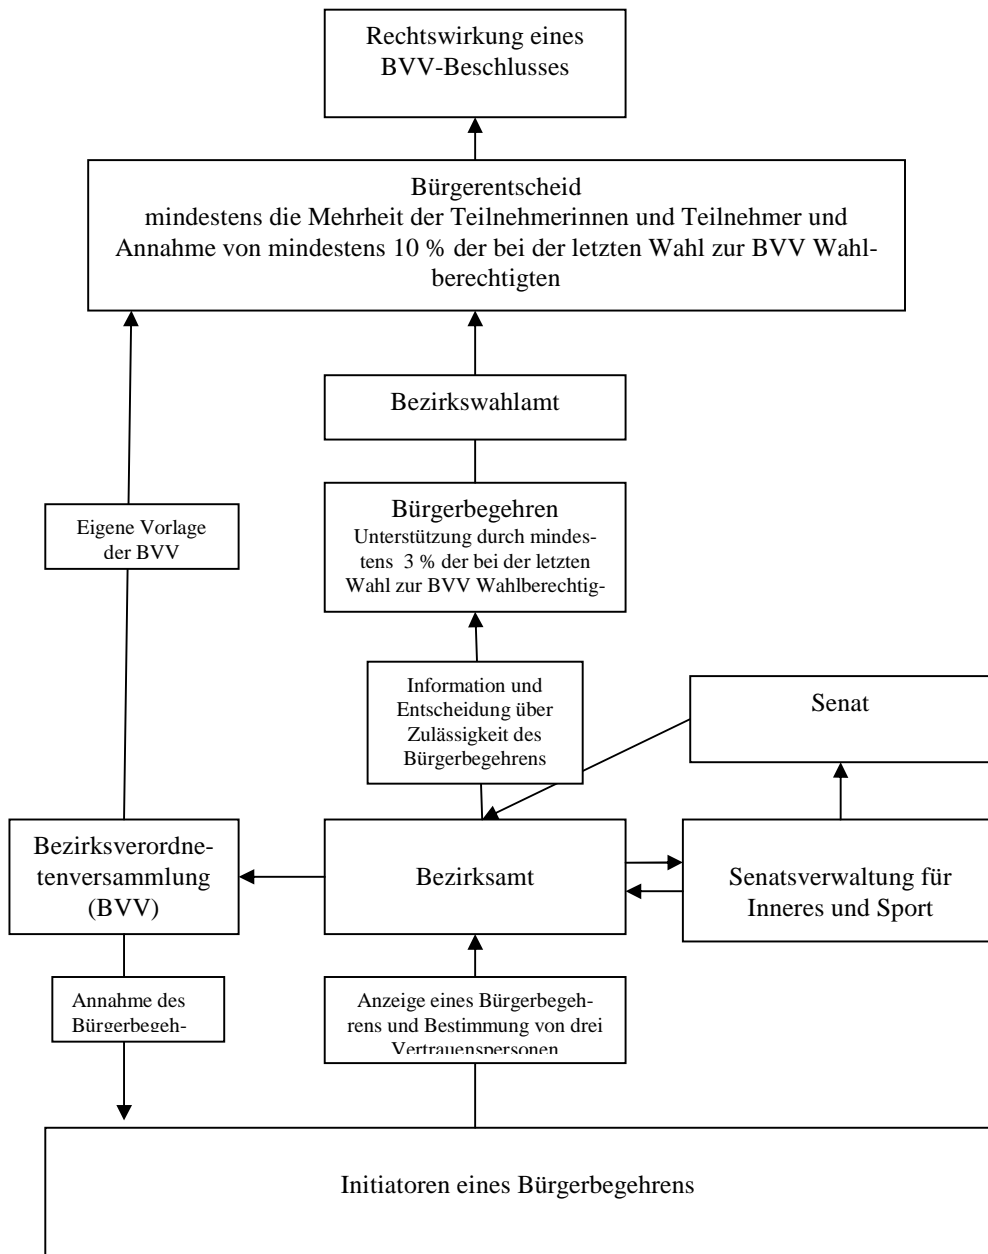 Rechtswirkung eines
BVV-Beschlusses
Bürgerentscheid
mindestens die Mehrheit der Teilnehmerinnen und Teilnehmer und
Annahme von mindestens 10 % der bei der letzten Wahl zur BVV Wahl-
berechtigten
Bezirkswahlamt
Eigene Vorlage
der BVV
Bürgerbegehren
Unterstützung durch mindes-
tens 3 % der bei der letzten
Wahl zur BVV Wahlberechtig-
Information und
Entscheidung über
Zulässigkeit des
Bürgerbegehrens
Senat
Bezirksverordne-
tenversammlung
(BVV)
Bezirksamt
Senatsverwaltung für
Inneres und Sport
Annahme des
Bürgerbegeh-
Anzeige eines Bürgerbegeh-
rens und Bestimmung von drei
Vertrauenspersonen
Initiatoren eines Bürgerbegehrens